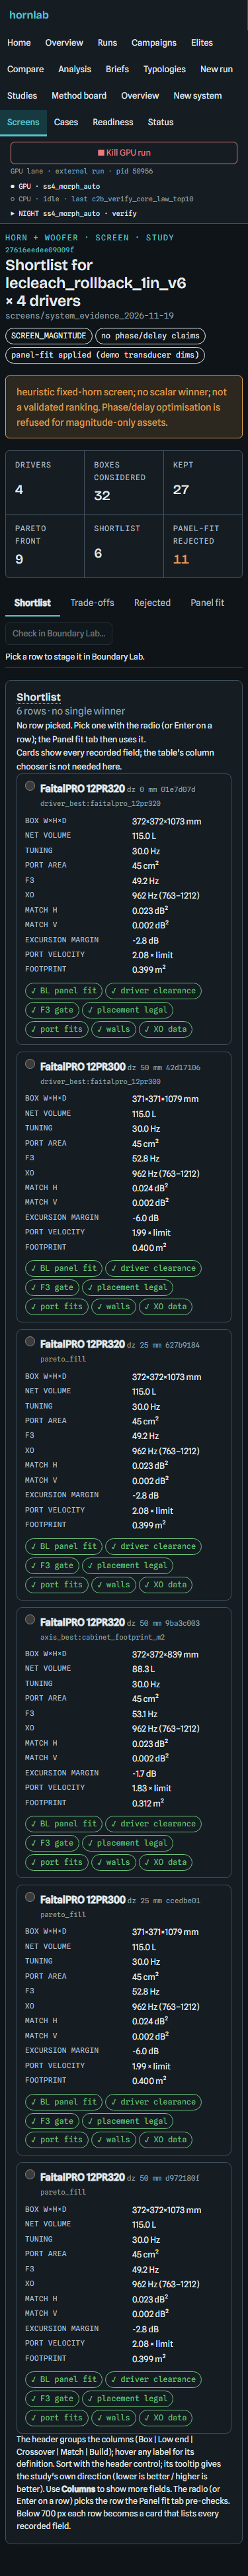 hornlab
Home Overview Runs Campaigns Elites
Compare Analysis Briefs Typologies New run
Studies Method board Overview New system
Screens Cases Readiness Status
Kill GPU run
GPU lane · external run · pid 50956
GPU · ss4_morph_auto
CPU · idle · last c2b_verify_core_law_top10
NIGHT ss4_morph_auto · verify
HORN + WOOFER · SCREEN · STUDY
27616eedee09009f
Shortlist for
lecleach_rollback_1in_v6
× 4 drivers
screens/system_evidence_2026-11-19
SCREEN_MAGNITUDE no phase/delay claims
panel-fit applied (demo transducer dims)
heuristic fixed-horn screen; no scalar winner; not
a validated ranking. Phase/delay optimisation is
refused for magnitude-only assets.
DRIVERS BOXES CONSIDERED KEPT
4 32 27
PARETO FRONT SHORTLIST PANEL-FIT REJECTED
9 6 11
Shortlist Trade-offs Rejected Panel fit
Check in Boundary Lab…
Pick a row to stage it in Boundary Lab.
Shortlist
6 rows · no single winner
No row picked. Pick one with the radio (or Enter on a
row); the Panel fit tab then uses it.
Cards show every recorded field; the table's column
chooser is not needed here.
FaitalPRO 12PR320 dz 0 mm 01e7d07d
driver_best:faitalpro_12pr320
BOX W×H×D 372×372×1073 mm
NET VOLUME 115.0 L
TUNING 30.0 Hz
PORT AREA 45 cm²
F3 49.2 Hz
XO 962 Hz (763–1212)
MATCH H 0.023 dB²
MATCH V 0.002 dB²
EXCURSION MARGIN -2.8 dB
PORT VELOCITY 2.08 × limit
FOOTPRINT 0.399 m²
✓ BL panel fit ✓ driver clearance
✓ F3 gate ✓ placement legal
✓ port fits ✓ walls ✓ XO data
FaitalPRO 12PR300 dz 50 mm 42d17106
driver_best:faitalpro_12pr300
BOX W×H×D 371×371×1079 mm
NET VOLUME 115.0 L
TUNING 30.0 Hz
PORT AREA 45 cm²
F3 52.8 Hz
XO 962 Hz (763–1212)
MATCH H 0.024 dB²
MATCH V 0.002 dB²
EXCURSION MARGIN -6.0 dB
PORT VELOCITY 1.99 × limit
FOOTPRINT 0.400 m²
✓ BL panel fit ✓ driver clearance
✓ F3 gate ✓ placement legal
✓ port fits ✓ walls ✓ XO data
FaitalPRO 12PR320 dz 25 mm 627b9184
pareto_fill
BOX W×H×D 372×372×1073 mm
NET VOLUME 115.0 L
TUNING 30.0 Hz
PORT AREA 45 cm²
F3 49.2 Hz
XO 962 Hz (763–1212)
MATCH H 0.023 dB²
MATCH V 0.002 dB²
EXCURSION MARGIN -2.8 dB
PORT VELOCITY 2.08 × limit
FOOTPRINT 0.399 m²
✓ BL panel fit ✓ driver clearance
✓ F3 gate ✓ placement legal
✓ port fits ✓ walls ✓ XO data
FaitalPRO 12PR320 dz 50 mm 9ba3c003
axis_best:cabinet_footprint_m2
BOX W×H×D 372×372×839 mm
NET VOLUME 88.3 L
TUNING 30.0 Hz
PORT AREA 45 cm²
F3 53.1 Hz
XO 962 Hz (763–1212)
MATCH H 0.023 dB²
MATCH V 0.002 dB²
EXCURSION MARGIN -1.7 dB
PORT VELOCITY 1.83 × limit
FOOTPRINT 0.312 m²
✓ BL panel fit ✓ driver clearance
✓ F3 gate ✓ placement legal
✓ port fits ✓ walls ✓ XO data
FaitalPRO 12PR300 dz 25 mm ccedbe01
pareto_fill
BOX W×H×D 371×371×1079 mm
NET VOLUME 115.0 L
TUNING 30.0 Hz
PORT AREA 45 cm²
F3 52.8 Hz
XO 962 Hz (763–1212)
MATCH H 0.024 dB²
MATCH V 0.002 dB²
EXCURSION MARGIN -6.0 dB
PORT VELOCITY 1.99 × limit
FOOTPRINT 0.400 m²
✓ BL panel fit ✓ driver clearance
✓ F3 gate ✓ placement legal
✓ port fits ✓ walls ✓ XO data
FaitalPRO 12PR320 dz 50 mm d972180f
pareto_fill
BOX W×H×D 372×372×1073 mm
NET VOLUME 115.0 L
TUNING 30.0 Hz
PORT AREA 45 cm²
F3 49.2 Hz
XO 962 Hz (763–1212)
MATCH H 0.023 dB²
MATCH V 0.002 dB²
EXCURSION MARGIN -2.8 dB
PORT VELOCITY 2.08 × limit
FOOTPRINT 0.399 m²
✓ BL panel fit ✓ driver clearance
✓ F3 gate ✓ placement legal
✓ port fits ✓ walls ✓ XO data
The header groups the columns (Box | Low end |
Crossover | Match | Build); hover any label for its
definition. Sort with the header control; its tooltip gives
the study's own direction (lower is better / higher is
better). Use Columns to show more fields. The radio (or
Enter on a row) picks the row the Panel fit tab pre-checks.
Below 700 px each row becomes a card that lists every
recorded field.